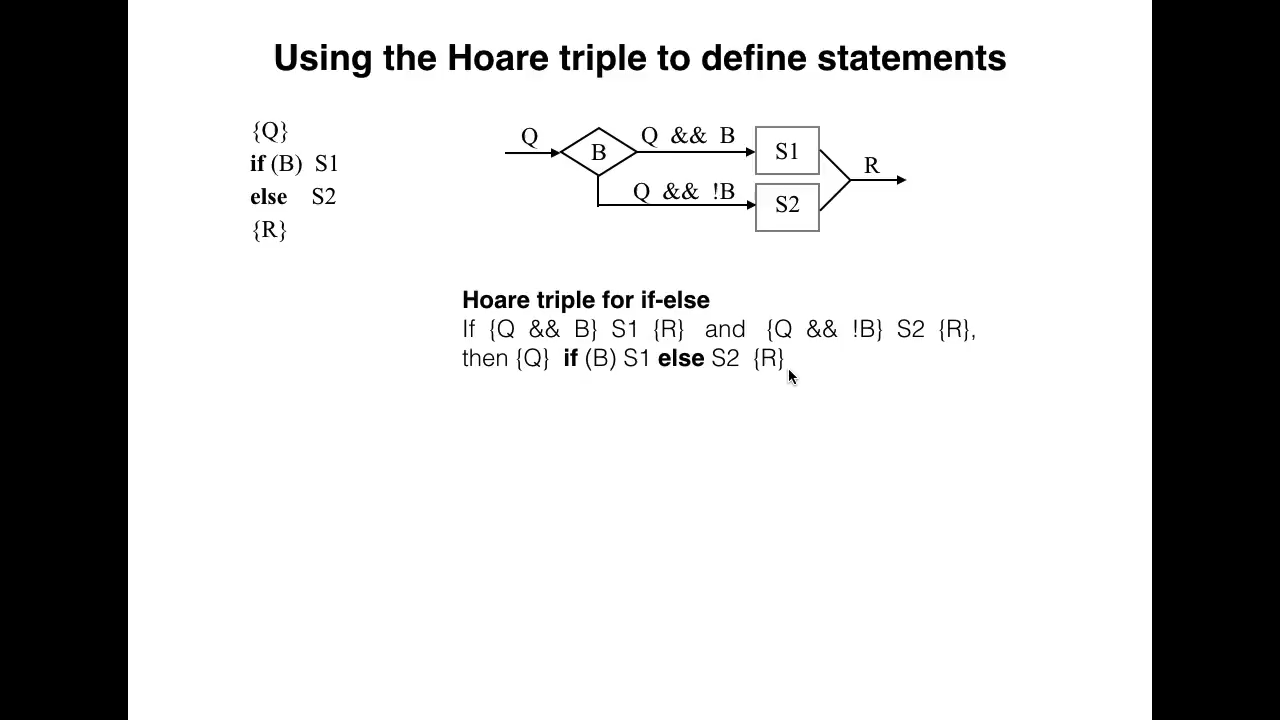 Using the Hoare triple to define statements
{Q}
if (B) S1
else S2
{R}
Q
B
Q && B
S1
Q && !B
S2
R
Hoare triple for if-else
If {Q && B} S1 {R} and {Q && !B} S2 {R},
then {Q} if (B) S1 else S2 {R}